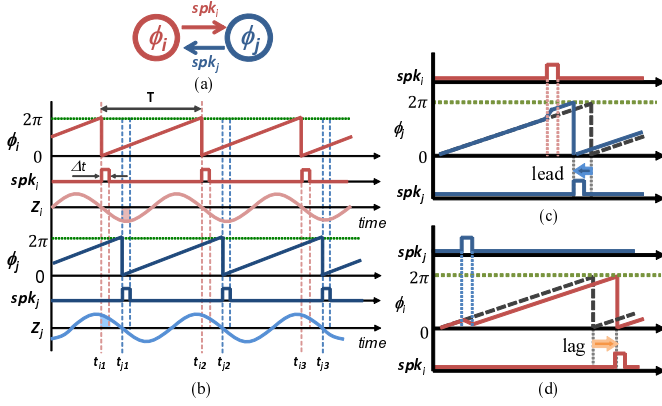 spk_i
ϕ_i ϕ_j
spk_j
(a)
T
2π
ϕ_i
0
Δt
spk_i
Z_i
time
2π
ϕ_j
0
spk_j
Z_j
time
t_i1 t_j1 t_i2 t_j2 t_i3 t_j3
(b)
spk_i
2π
ϕ_j
0
lead
spk_j
(c)
spk_j
2π
ϕ_i
0
lag
spk_i
(d)